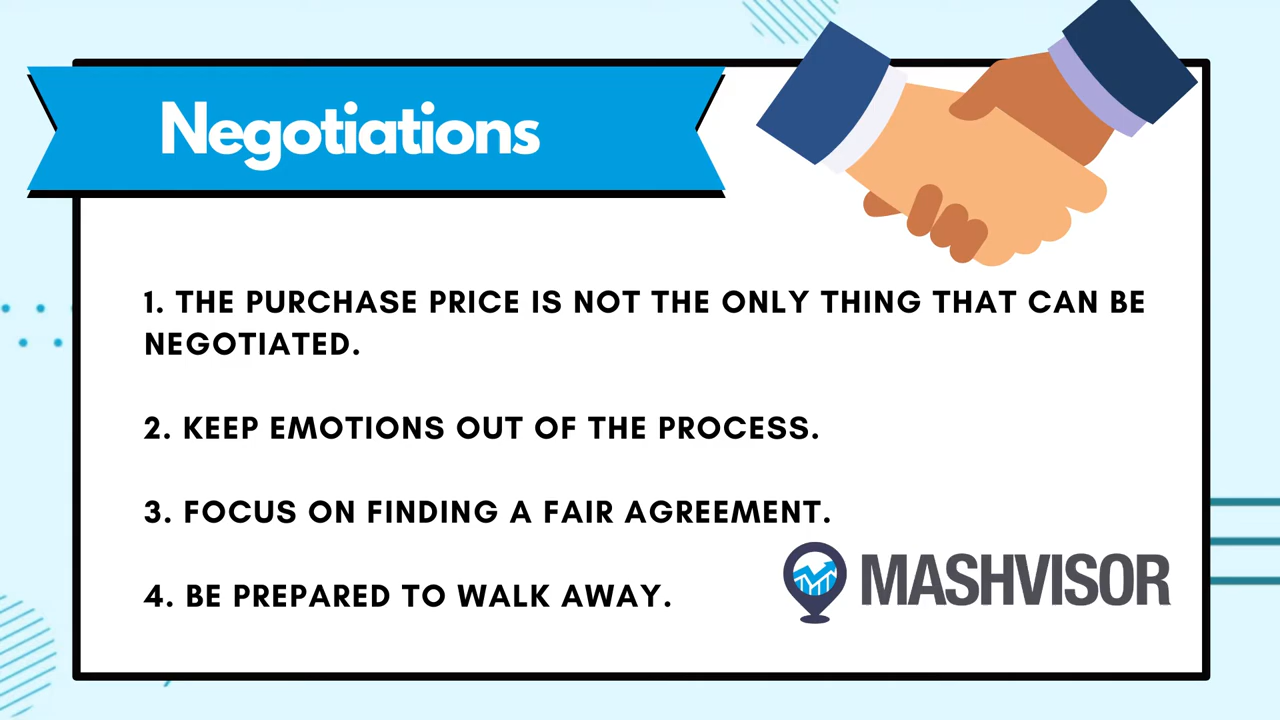 Negotiations
1. THE PURCHASE PRICE IS NOT THE ONLY THING THAT CAN BE
NEGOTIATED.
2. KEEP EMOTIONS OUT OF THE PROCESS.
3. FOCUS ON FINDING A FAIR AGREEMENT.
4. BE PREPARED TO WALK AWAY.
MASHVISOR